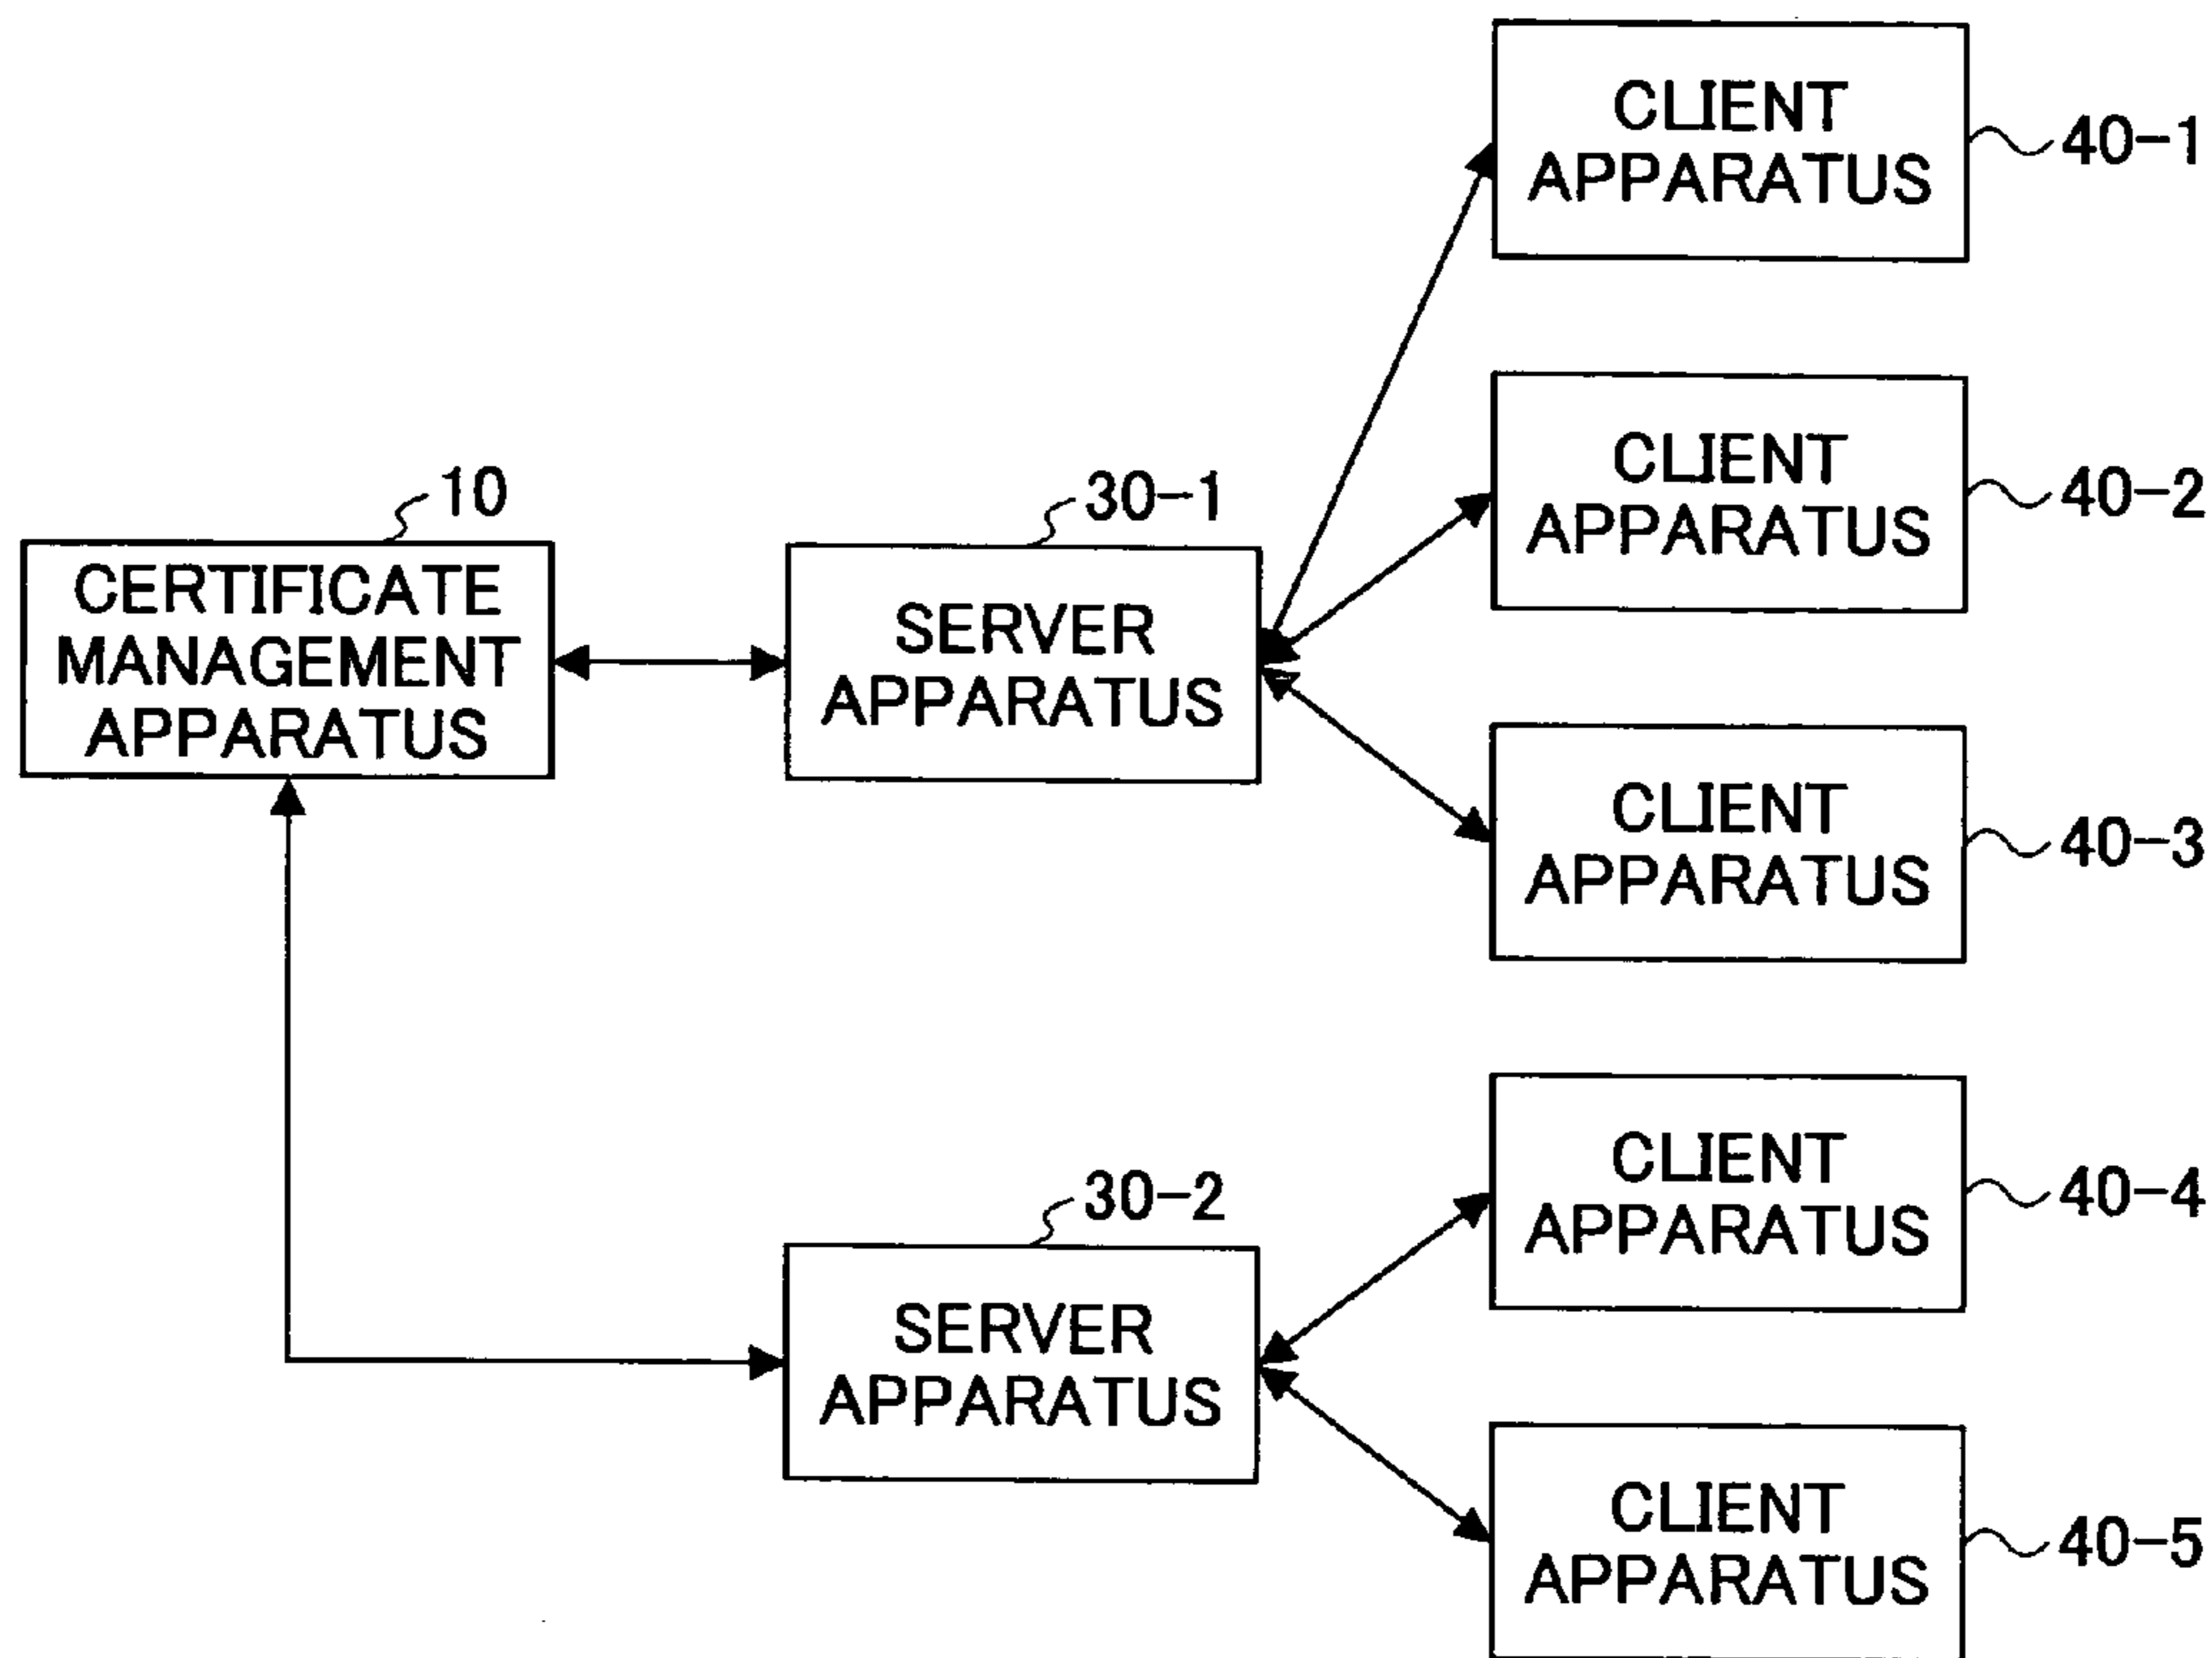 CLIENT
APPARATUS
40-1
CLIENT
APPARATUS
40-2
10
CERTIFICATE
MANAGEMENT
APPARATUS
30-1
SERVER
APPARATUS
CLIENT
APPARATUS
40-3
CLIENT
APPARATUS
40-4
30-2
SERVER
APPARATUS
CLIENT
APPARATUS
40-5